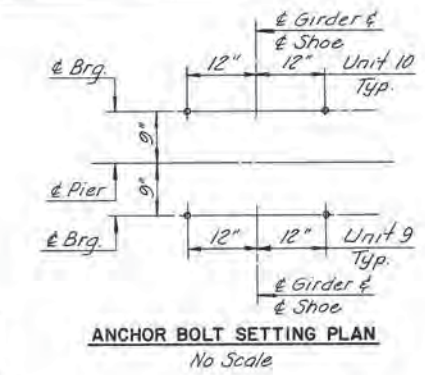 ℄ Girder &
℄ Shoe
℄ Brg.
12" 12" Unit 10
Typ.
9"
℄ Pier
9"
℄ Brg.
12" 12" Unit 9
Typ.
℄ Girder &
℄ Shoe
ANCHOR BOLT SETTING PLAN
No Scale